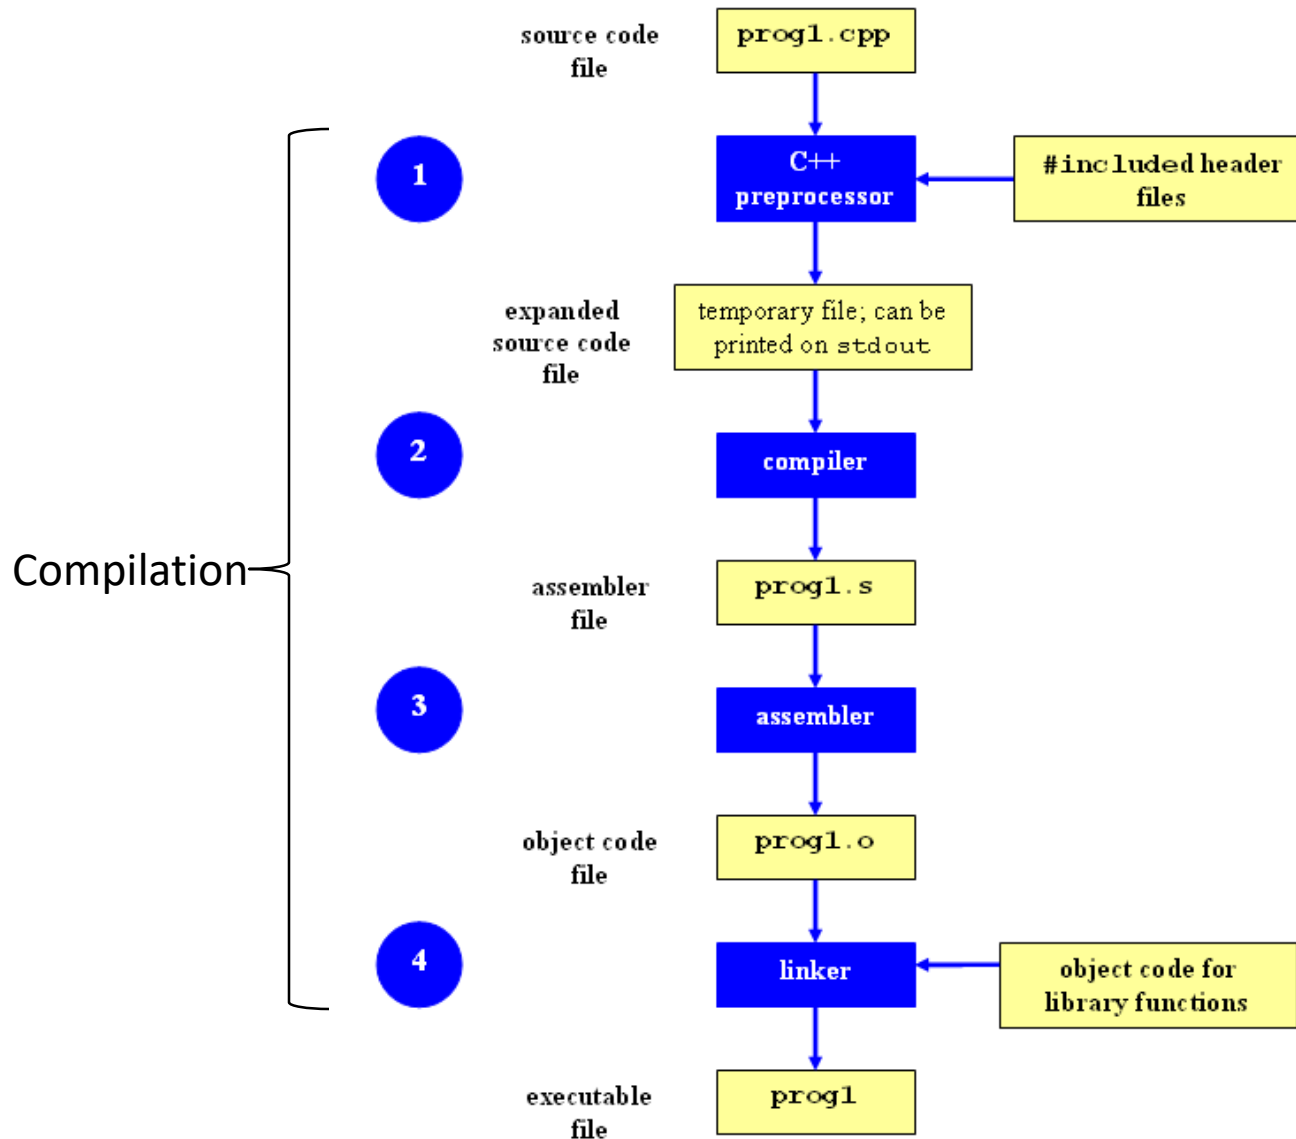 source code
file
prog1.cpp
1
C++
preprocessor
#included header
files
expanded
source code
file
temporary file; can be
printed on stdout
2
compiler
Compilation
assembler
file
prog1.s
3
assembler
object code
file
prog1.o
4
linker
object code for
library functions
executable
file
prog1